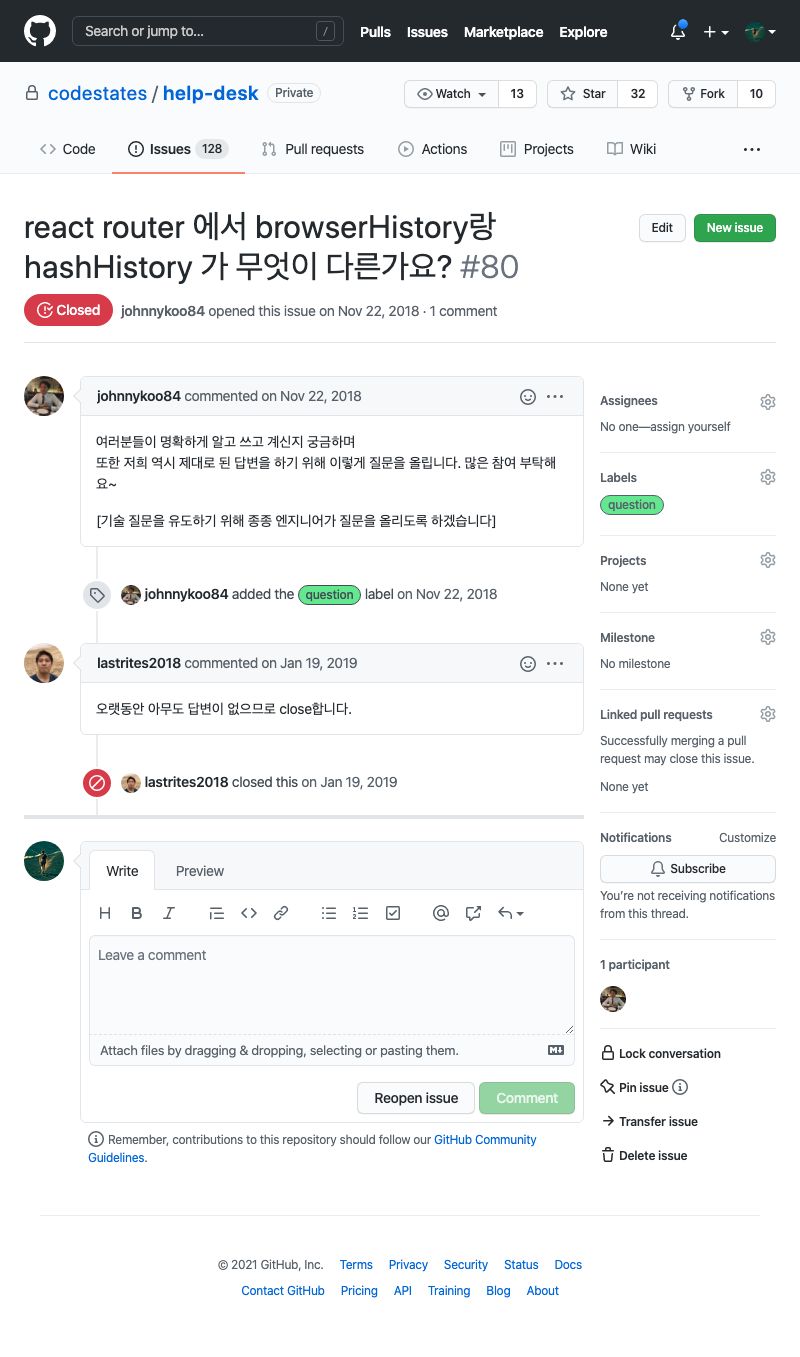 Search or jump to... /
Pulls Issues Marketplace Explore
codestates / help-desk Private
Watch 13 Star 32 Fork 10
Code Issues 128 Pull requests Actions Projects Wiki
react router 에서 browserHistory랑
hashHistory 가 무엇이 다른가요? #80
Edit New issue
Closed johnnykoo84 opened this issue on Nov 22, 2018 · 1 comment
johnnykoo84 commented on Nov 22, 2018
여러분들이 명확하게 알고 쓰고 계신지 궁금하며
또한 저희 역시 제대로 된 답변을 하기 위해 이렇게 질문을 올립니다. 많은 참여 부탁해
요~
[기술 질문을 유도하기 위해 종종 엔지니어가 질문을 올리도록 하겠습니다]
johnnykoo84 added the question label on Nov 22, 2018
lastrites2018 commented on Jan 19, 2019
오랫동안 아무도 답변이 없으므로 close합니다.
lastrites2018 closed this on Jan 19, 2019
Write Preview
Leave a comment
Attach files by dragging & dropping, selecting or pasting them.
Reopen issue Comment
Remember, contributions to this repository should follow our GitHub Community
Guidelines.
Assignees
No one—assign yourself
Labels
question
Projects
None yet
Milestone
No milestone
Linked pull requests
Successfully merging a pull
request may close this issue.
None yet
Notifications Customize
Subscribe
You're not receiving notifications
from this thread.
1 participant
Lock conversation
Pin issue
Transfer issue
Delete issue
© 2021 GitHub, Inc. Terms Privacy Security Status Docs
Contact GitHub Pricing API Training Blog About